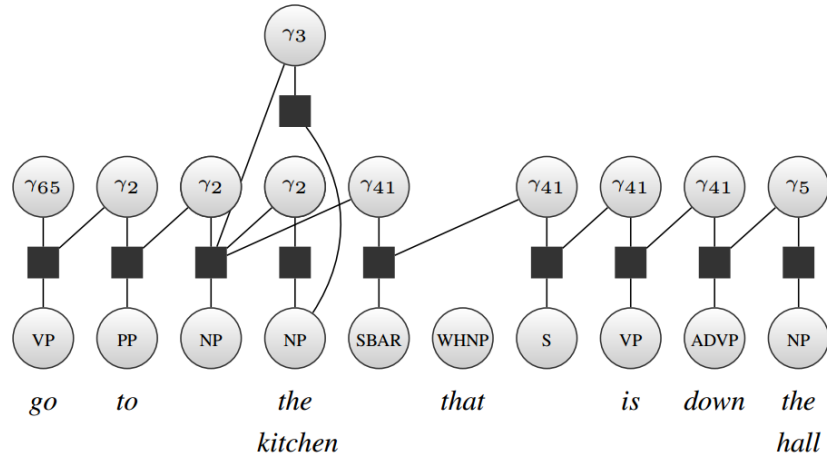 γ3
γ65 γ2 γ2 γ2 γ41 γ41 γ41 γ41 γ5
VP PP NP NP SBAR WHNP S VP ADVP NP
go to the that is down the
kitchen hall